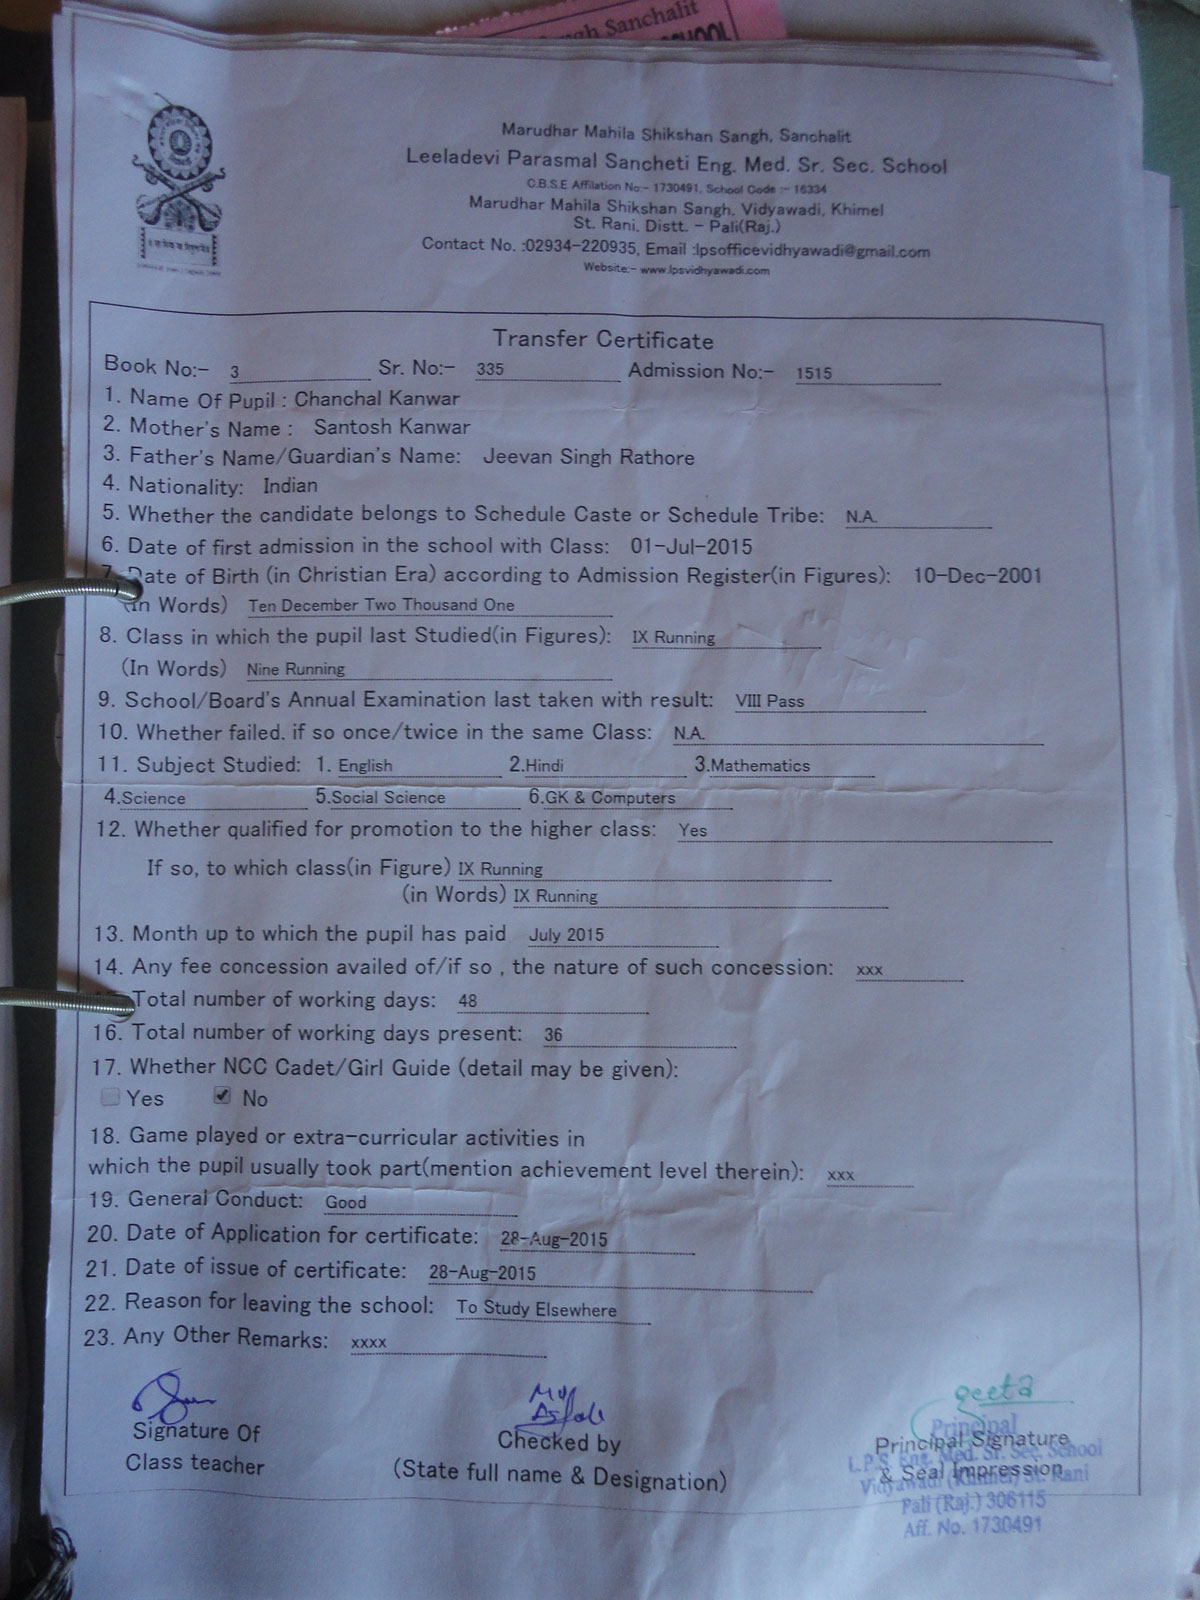 gh Sanchalit
SCHOOL
Marudhar Mahila Shikshan Sangh, Sanchalit
Leeladevi Parasmal Sancheti Eng. Med. Sr. Sec. School
C.B.S.E Affilation No:- 1730491, School Code :- 16334
Marudhar Mahila Shikshan Sangh, Vidyawadi, Khimel
St. Rani, Distt. - Pali(Raj.)
Contact No. :02934-220935, Email :lpsofficevidhyawadi@gmail.com
Website:- www.lpsvidhyawadi.com
Transfer Certificate
Book No:- 3 Sr. No:- 335 Admission No:- 1515
1. Name Of Pupil : Chanchal Kanwar
2. Mother's Name : Santosh Kanwar
3. Father's Name/Guardian's Name: Jeevan Singh Rathore
4. Nationality: Indian
5. Whether the candidate belongs to Schedule Caste or Schedule Tribe: N.A.
6. Date of first admission in the school with Class: 01-Jul-2015
7. Date of Birth (in Christian Era) according to Admission Register(in Figures): 10-Dec-2001
(In Words) Ten December Two Thousand One
8. Class in which the pupil last Studied(in Figures): IX Running
(In Words) Nine Running
9. School/Board's Annual Examination last taken with result: VIII Pass
10. Whether failed, if so once/twice in the same Class: N.A.
11. Subject Studied: 1. English 2.Hindi 3.Mathematics
4.Science 5.Social Science 6.GK & Computers
12. Whether qualified for promotion to the higher class: Yes
If so, to which class(in Figure) IX Running
(in Words) IX Running
13. Month up to which the pupil has paid July 2015
14. Any fee concession availed of/if so , the nature of such concession: xxx
Total number of working days: 48
16. Total number of working days present: 36
17. Whether NCC Cadet/Girl Guide (detail may be given):
Yes No
18. Game played or extra-curricular activities in
which the pupil usually took part(mention achievement level therein): xxx
19. General Conduct: Good
20. Date of Application for certificate: 28-Aug-2015
21. Date of issue of certificate: 28-Aug-2015
22. Reason for leaving the school: To Study Elsewhere
23. Any Other Remarks: xxxx
geeta
Signature Of
Class teacher
Checked by
(State full name & Designation)
Principal Signature
& Seal Impression
Principal
L.P.S. Eng. Med. Sr. Sec. School
Vidyawadi (Khimel) St. Rani
Pali (Raj.) 306115
Aff. No. 1730491